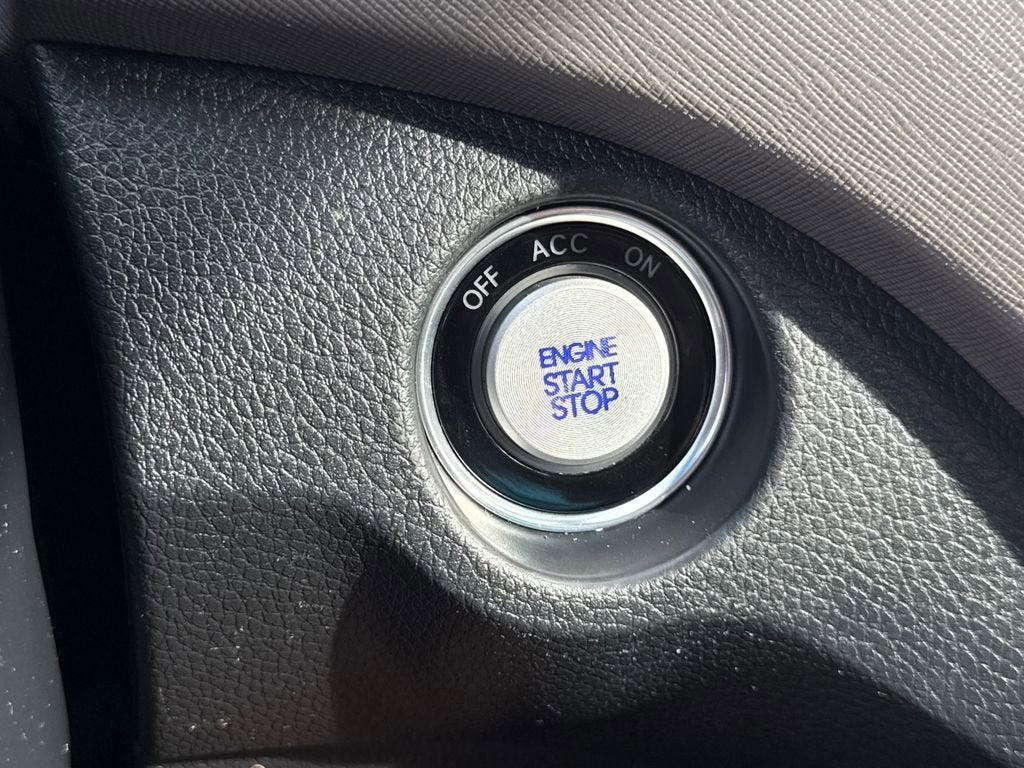 OFF ACC ON
ENGINE
START
STOP